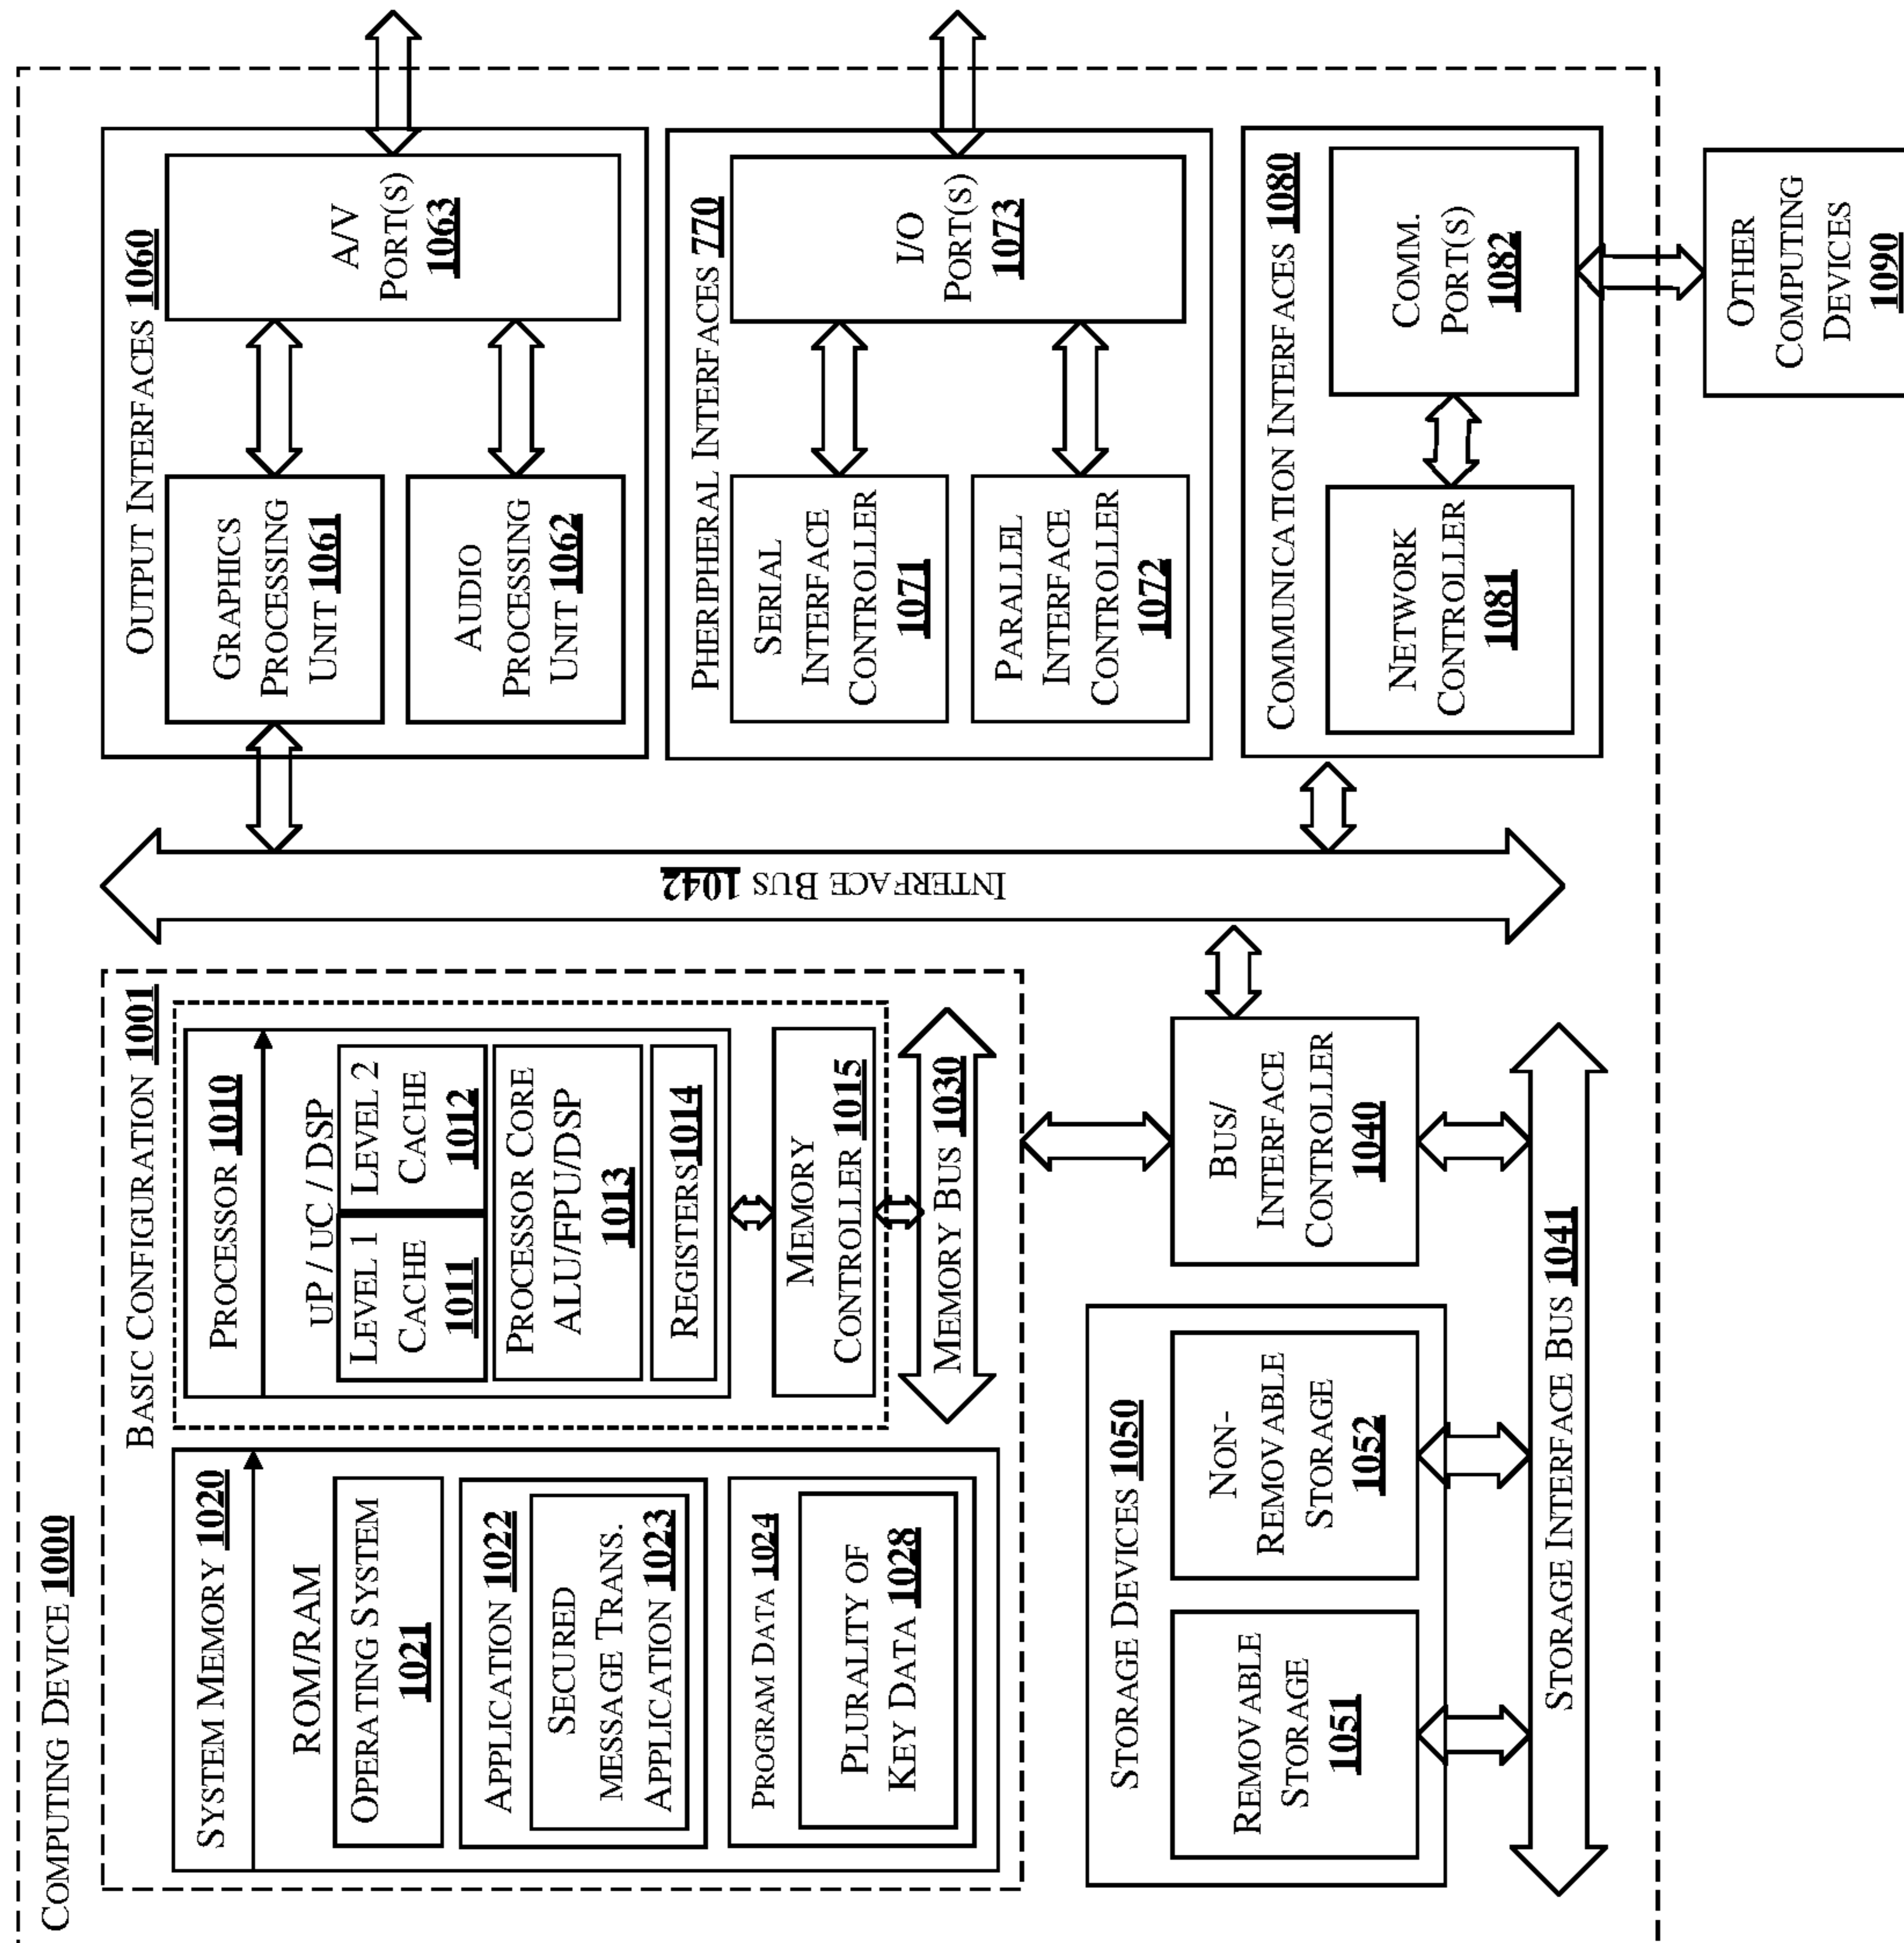 COMPUTING DEVICE 1000
BASIC CONFIGURATION 1001
SYSTEM MEMORY 1020
ROM/RAM
OPERATING SYSTEM
1021
APPLICATION 1022
SECURED
MESSAGE TRANS.
APPLICATION 1023
PROGRAM DATA 1024
PLURALITY OF
KEY DATA 1028
PROCESSOR 1010
UP / UC / DSP
LEVEL 1
CACHE
1011
LEVEL 2
CACHE
1012
PROCESSOR CORE
ALU/FPU/DSP
1013
REGISTERS 1014
MEMORY
CONTROLLER 1015
MEMORY BUS 1030
BUS/
INTERFACE
CONTROLLER
1040
STORAGE DEVICES 1050
REMOVABLE
STORAGE
1051
NON-
REMOVABLE
STORAGE
1052
STORAGE INTERFACE BUS 1041
INTERFACE BUS 1042
OUTPUT INTERFACES 1060
GRAPHICS
PROCESSING
UNIT 1061
AUDIO
PROCESSING
UNIT 1062
A/V
PORT(S)
1063
PHERIPHERAL INTERFACES 770
SERIAL
INTERFACE
CONTROLLER
1071
PARALLEL
INTERFACE
CONTROLLER
1072
I/O
PORT(S)
1073
COMMUNICATION INTERFACES 1080
NETWORK
CONTROLLER
1081
COMM.
PORT(S)
1082
OTHER
COMPUTING
DEVICES
1090